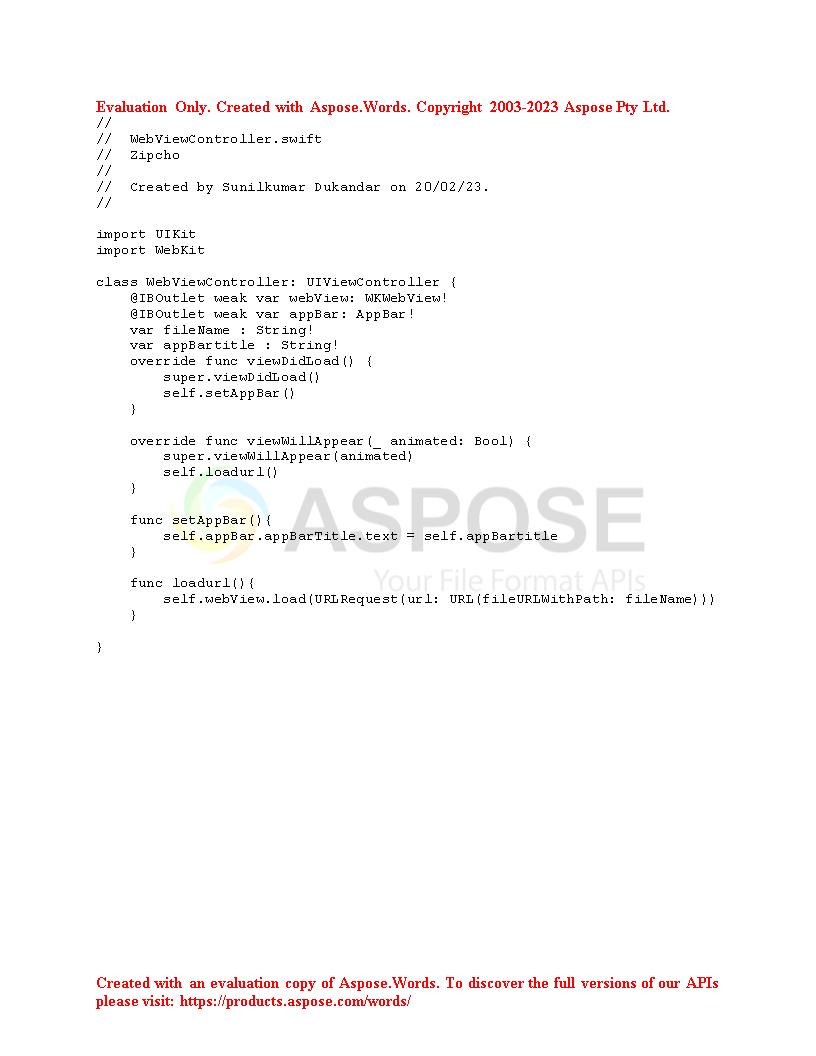 Evaluation Only. Created with Aspose.Words. Copyright 2003-2023 Aspose Pty Ltd.
//
//  WebViewController.swift
//  Zipcho
//
//  Created by Sunilkumar Dukandar on 20/02/23.
//

import UIKit
import WebKit

class WebViewController: UIViewController {
    @IBOutlet weak var webView: WKWebView!
    @IBOutlet weak var appBar: AppBar!
    var fileName : String!
    var appBartitle : String!
    override func viewDidLoad() {
        super.viewDidLoad()
        self.setAppBar()
    }

    override func viewWillAppear(_ animated: Bool) {
        super.viewWillAppear(animated)
        self.loadurl()
    }

    func setAppBar(){
        self.appBar.appBarTitle.text = self.appBartitle
    }

    func loadurl(){
        self.webView.load(URLRequest(url: URL(fileURLWithPath: fileName)))
    }

}
ASPOSE
Your File Format APIs
Created with an evaluation copy of Aspose.Words. To discover the full versions of our APIs
please visit: https://products.aspose.com/words/